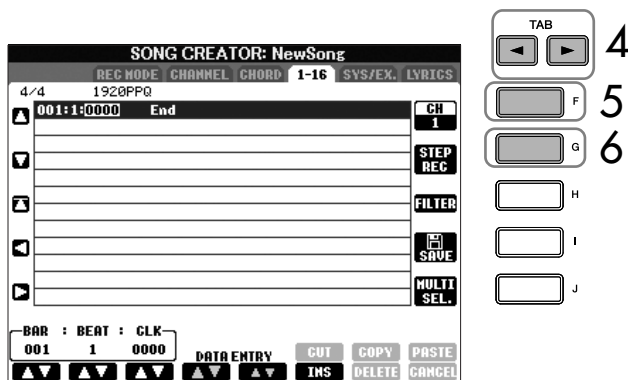 SONG CREATOR: NewSong
REC MODE CHANNEL CHORD 1-16 SYS/EX. LYRICS
4/4 1920PPQ
001:1:0000 End
CH
1
STEP
REC
FILTER
SAVE
MULTI
SEL.
BAR : BEAT : CLK
001 1 0000
DATA ENTRY
CUT COPY PASTE
INS DELETE CANCEL
TAB
4
F 5
G 6
H
I
J